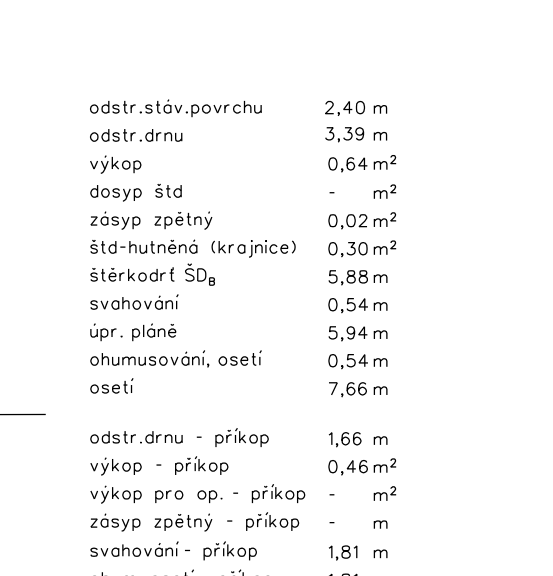 odstr.stáv.povrchu 2,40 m
odstr.drnu 3,39 m
výkop 0,64 m²
dosyp štd - m²
zásyp zpětný 0,02 m²
štd-hutněná (krajnice) 0,30 m²
štěrkodrť ŠDB 5,88 m
svahování 0,54 m
úpr. pláně 5,94 m
ohumusování, osetí 0,54 m
osetí 7,66 m
odstr.drnu - příkop 1,66 m
výkop - příkop 0,46 m²
výkop pro op. - příkop - m²
zásyp zpětný - příkop - m
svahování - příkop 1,81 m